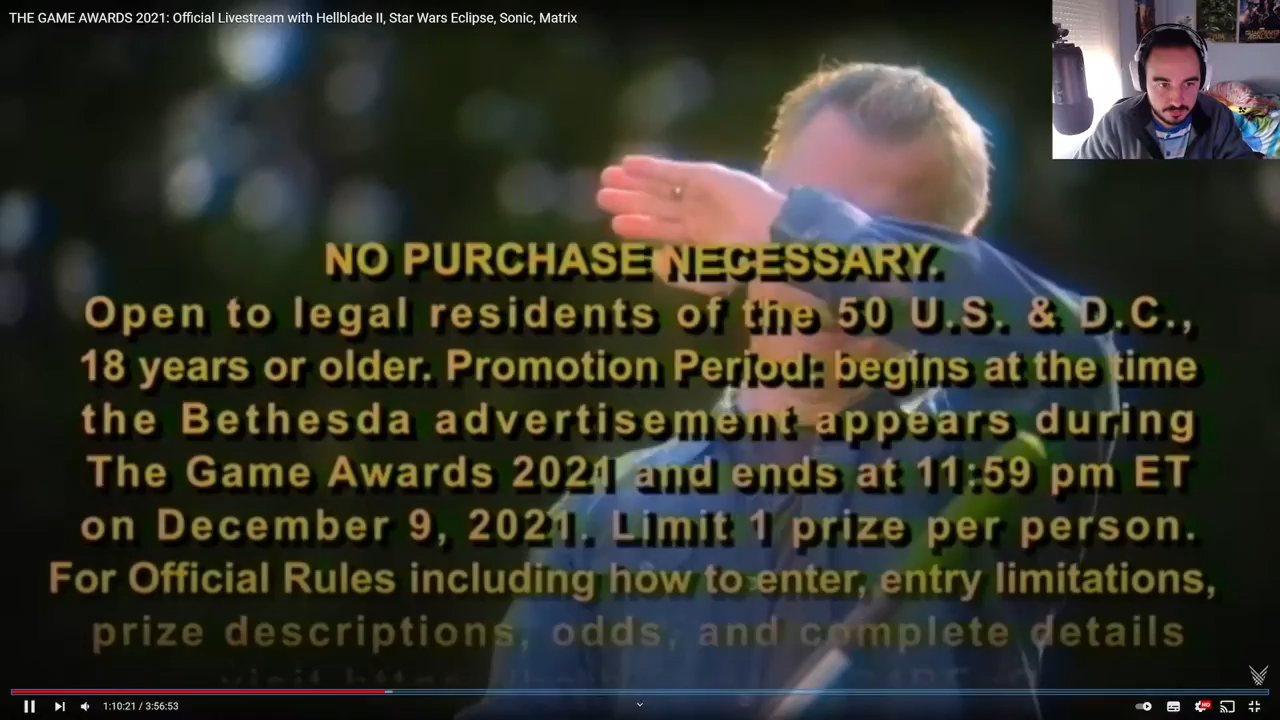 THE GAME AWARDS 2021: Official Livestream with Hellblade II, Star Wars Eclipse, Sonic, Matrix
NO PURCHASE NECESSARY.
Open to legal residents of the 50 U.S. & D.C.,
18 years or older. Promotion Period: begins at the time
the Bethesda advertisement appears during
The Game Awards 2021 and ends at 11:59 pm ET
on December 9, 2021. Limit 1 prize per person.
For Official Rules including how to enter, entry limitations,
prize descriptions, odds, and complete details
1:10:21 / 3:56:53
HD